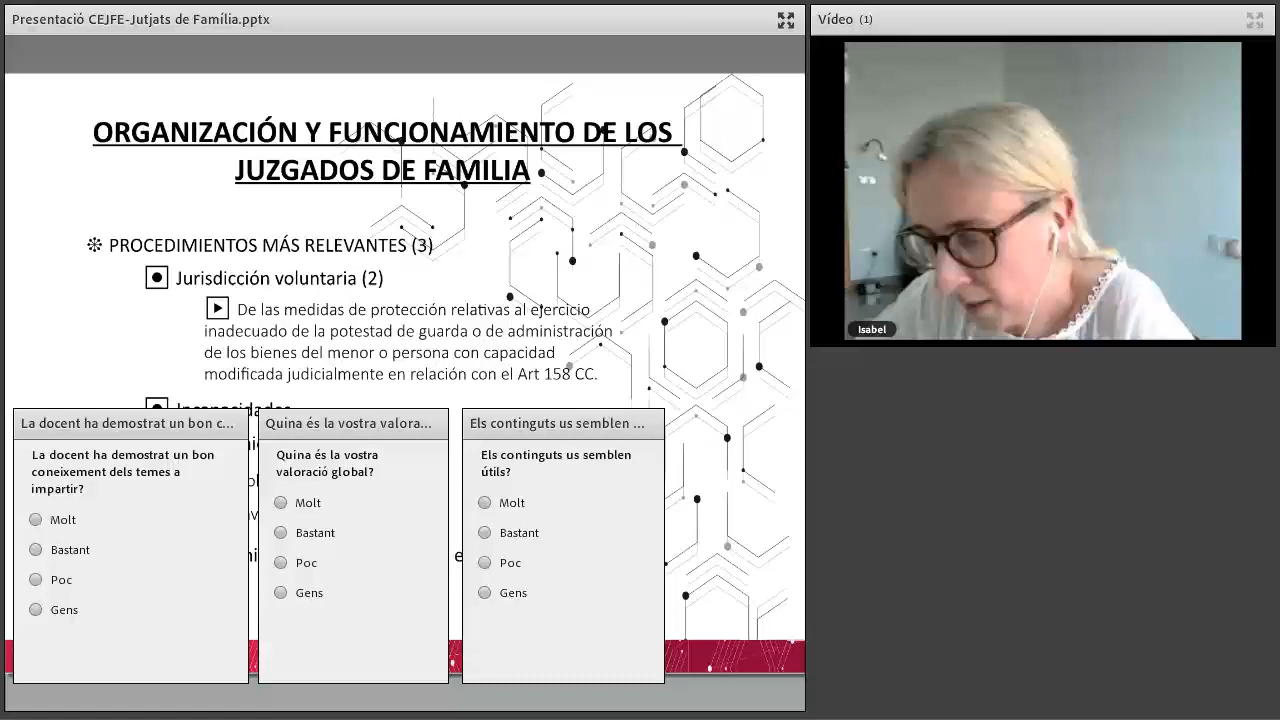 Presentació CEJFE-Jutjats de Família.pptx
ORGANIZACIÓN Y FUNCIONAMIENTO DE LOS
JUZGADOS DE FAMILIA
PROCEDIMIENTOS MÁS RELEVANTES (3)
Jurisdicción voluntaria (2)
De las medidas de protección relativas al ejercicio
inadecuado de la potestad de guarda o de administración
de los bienes del menor o persona con capacidad
modificada judicialmente en relación con el Art 158 CC.
La docent ha demostrat un bon c...
La docent ha demostrat un bon
coneixement dels temes a
impartir?
Molt
Bastant
Poc
Gens
Quina és la vostra valora...
Quina és la vostra
valoració global?
Molt
Bastant
Poc
Gens
Els continguts us semblen ...
Els continguts us semblen
útils?
Molt
Bastant
Poc
Gens
Vídeo (1)
Isabel